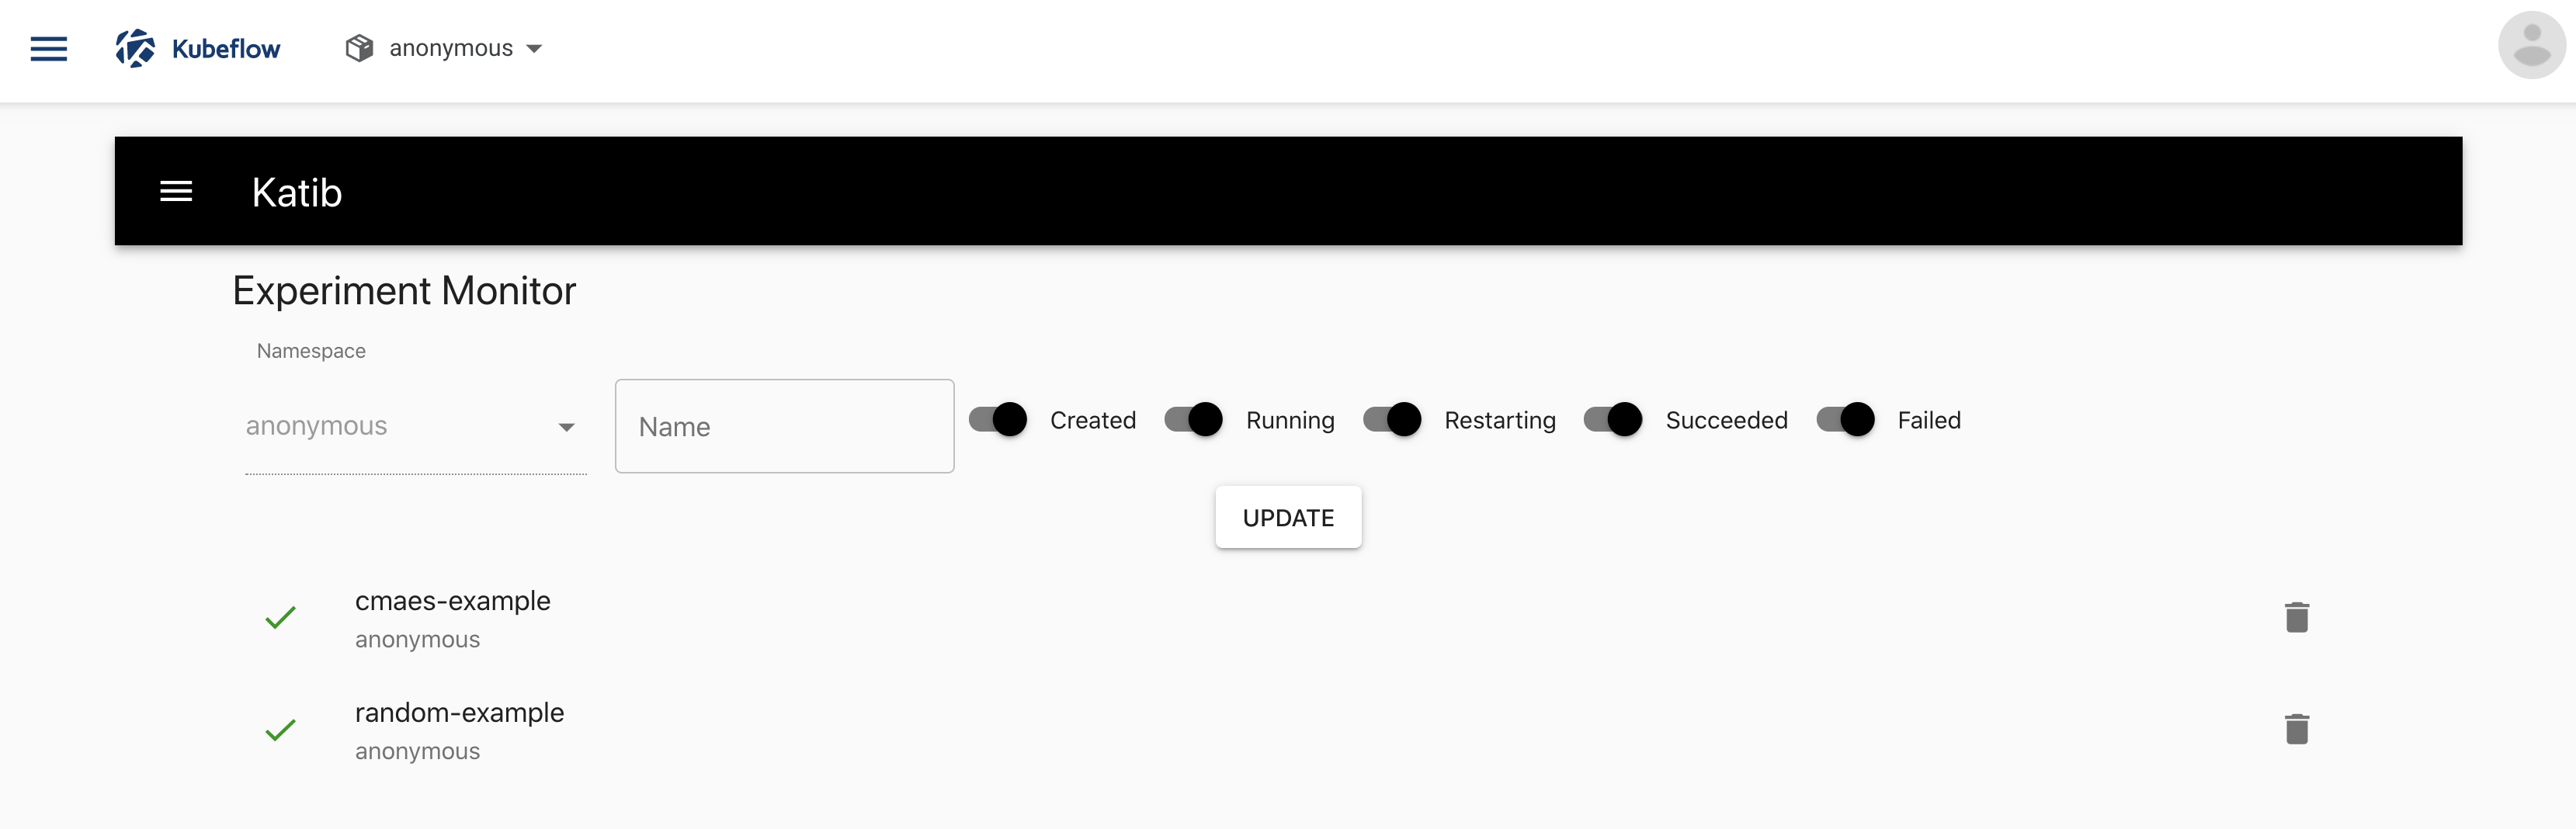 Kubeflow anonymous
Katib
Experiment Monitor
Namespace
anonymous Name Created Running Restarting Succeeded Failed
UPDATE
cmaes-example
anonymous
random-example
anonymous